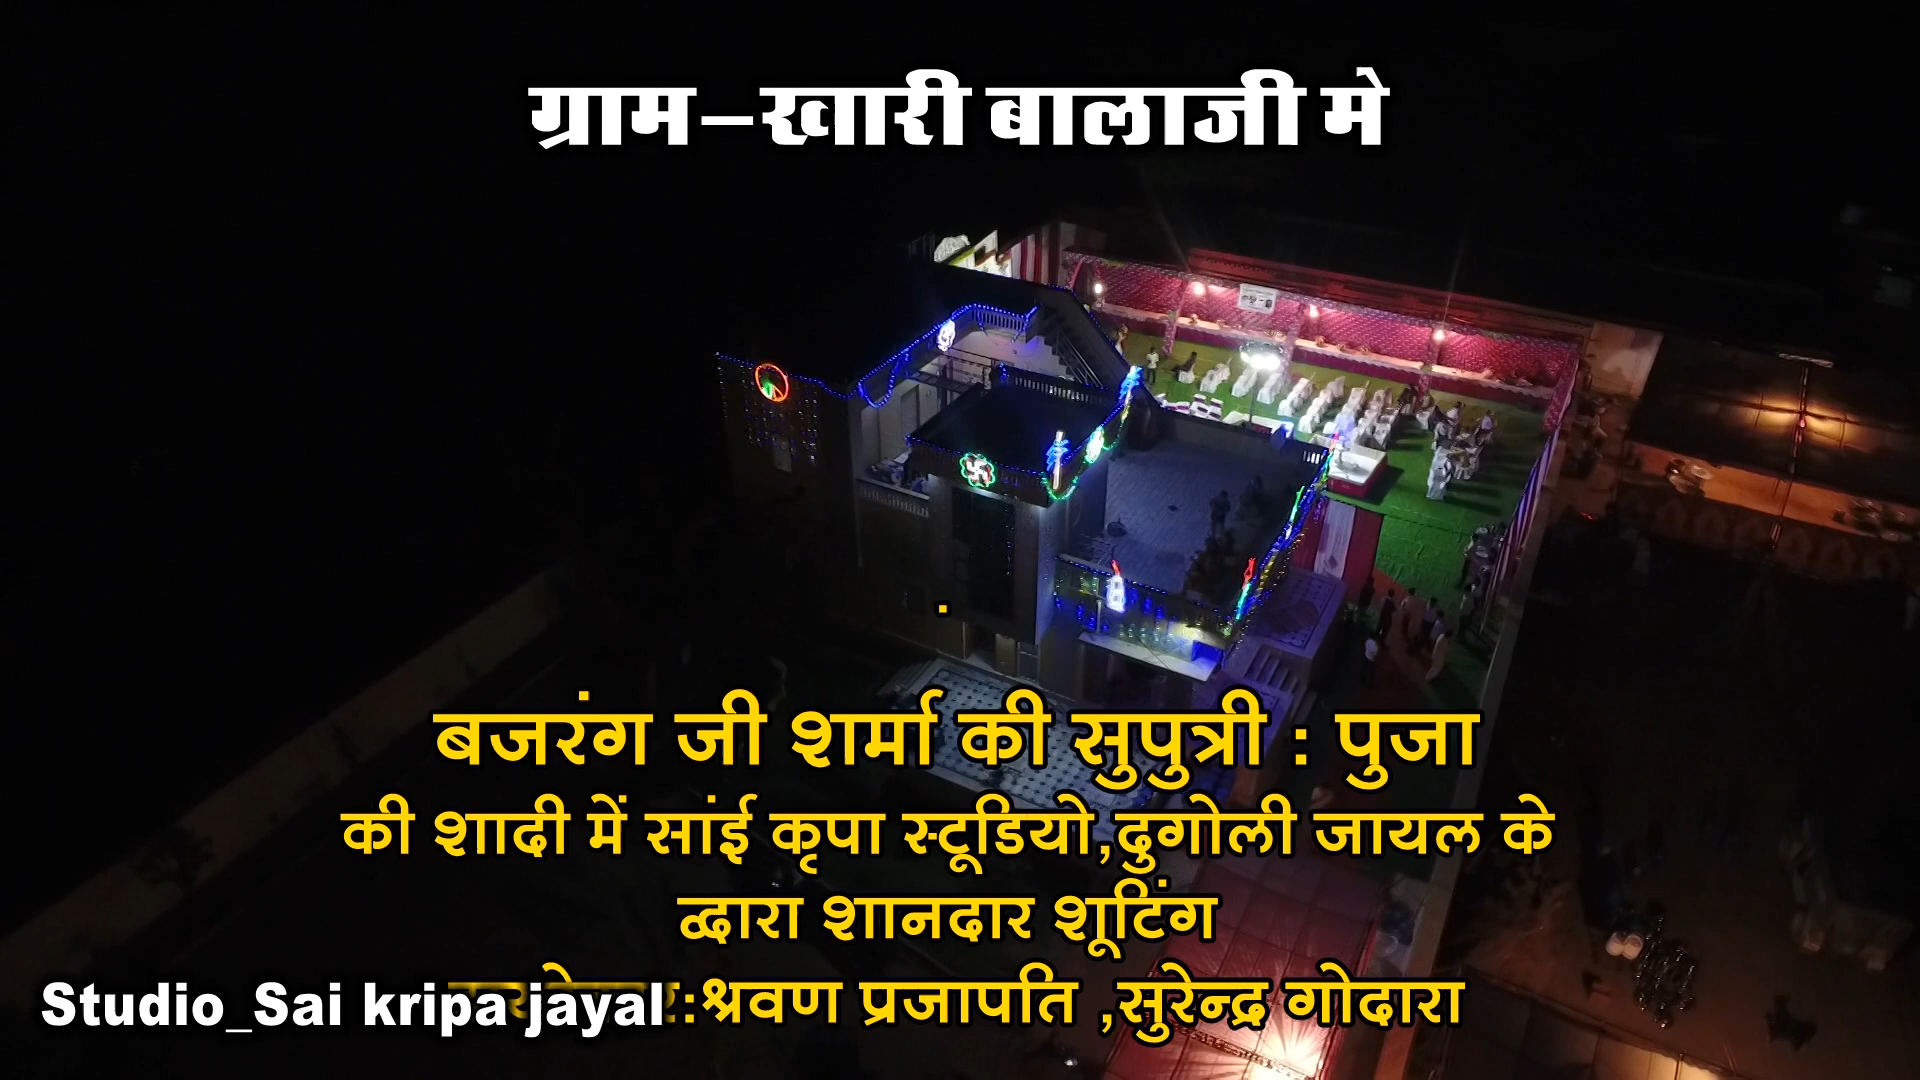 ग्राम-खारी बालाजी मे
बजरंग जी शर्मा की सुपुत्री : पुजा
की शादी में सांई कृपा स्टूडियो,दुगोली जायल के
द्वारा शानदार शूटिंग
:श्रवण प्रजापति ,सुरेन्द्र गोदारा
Studio_Sai kripa jayal